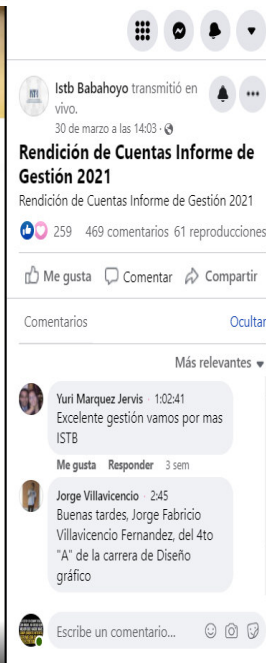 Istb Babahoyo transmitió en
vivo.
30 de marzo a las 14:03 ·
Rendición de Cuentas Informe de
Gestión 2021
Rendición de Cuentas Informe de Gestión 2021
259 469 comentarios 61 reproducciones
Me gusta Comentar Compartir
Comentarios Ocultar
Más relevantes
Yuri Marquez Jervis · 1:02:41
Excelente gestión vamos por mas
ISTB
Me gusta Responder 3 sem
Jorge Villavicencio · 2:45
Buenas tardes, Jorge Fabricio
Villavicencio Fernandez, del 4to
"A" de la carrera de Diseño
gráfico
Escribe un comentario...